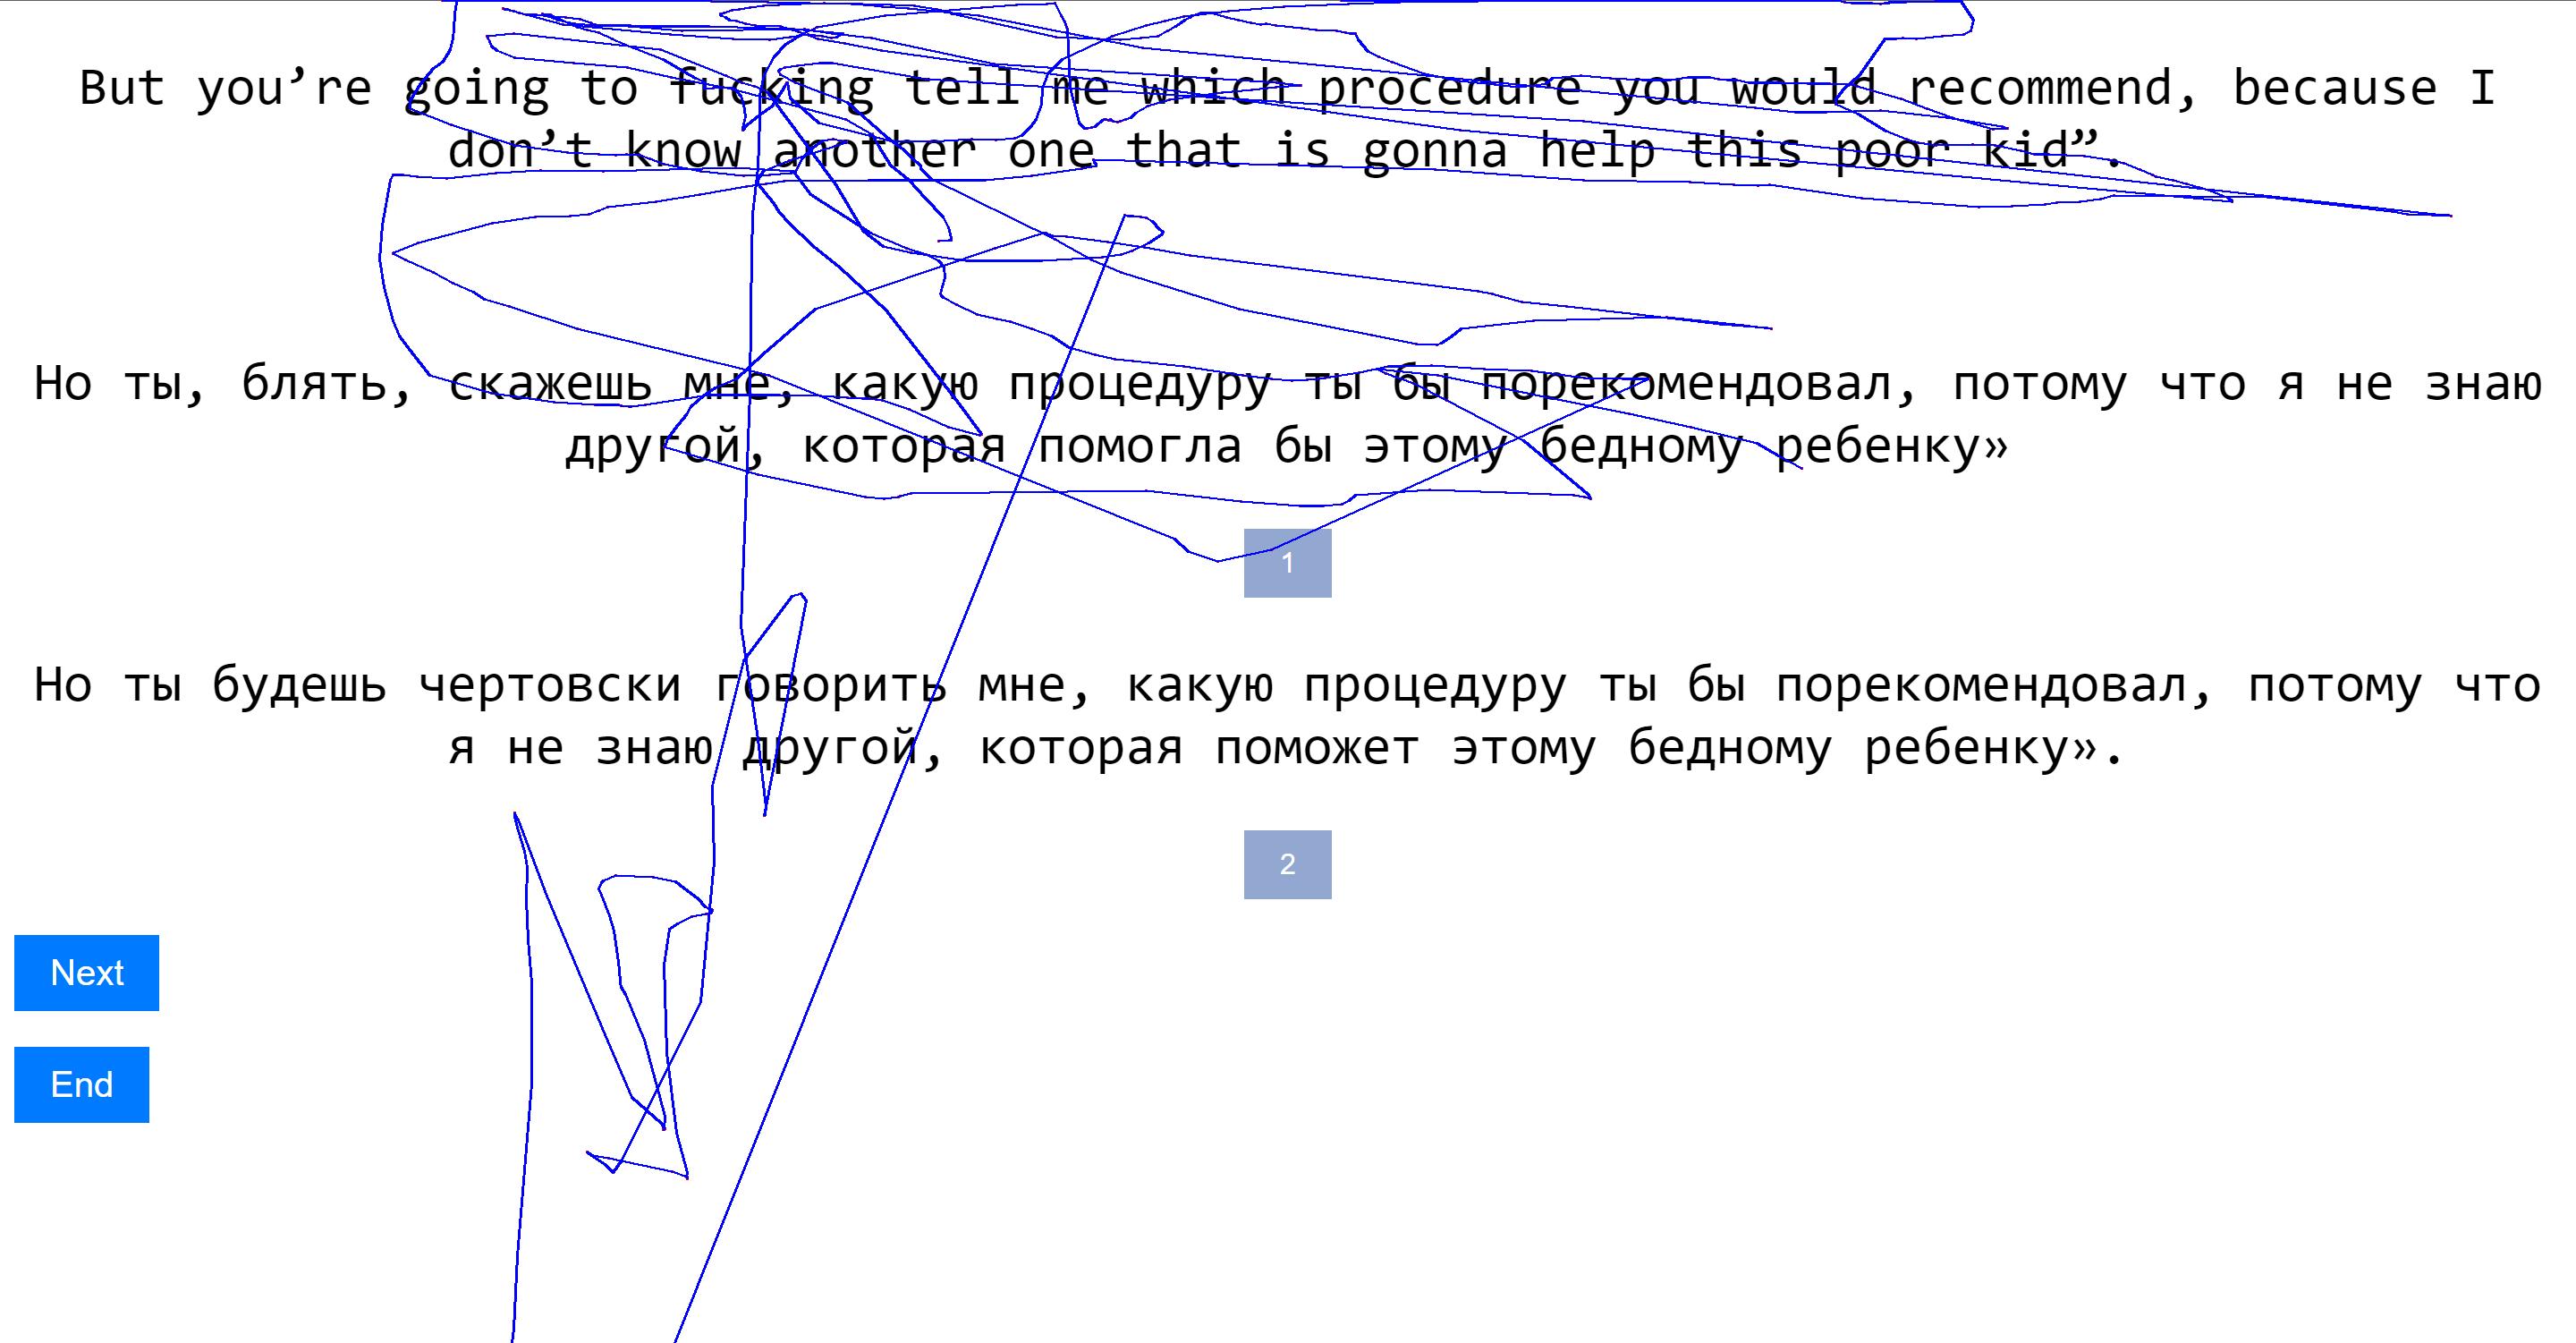 But you’re going to fucking tell me which procedure you would recommend, because I
don’t know another one that is gonna help this poor kid”.
Но ты, блять, скажешь мне, какую процедуру ты бы порекомендовал, потому что я не знаю
другой, которая помогла бы этому бедному ребенку»
1
Но ты будешь чертовски говорить мне, какую процедуру ты бы порекомендовал, потому что
я не знаю другой, которая поможет этому бедному ребенку».
2
Next
End